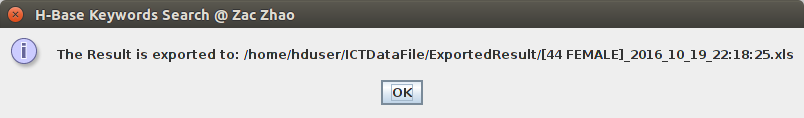 H-Base Keywords Search @ Zac Zhao
The Result is exported to: /home/hduser/ICTDataFile/ExportedResult/[44 FEMALE]_2016_10_19_22:18:25.xls
OK